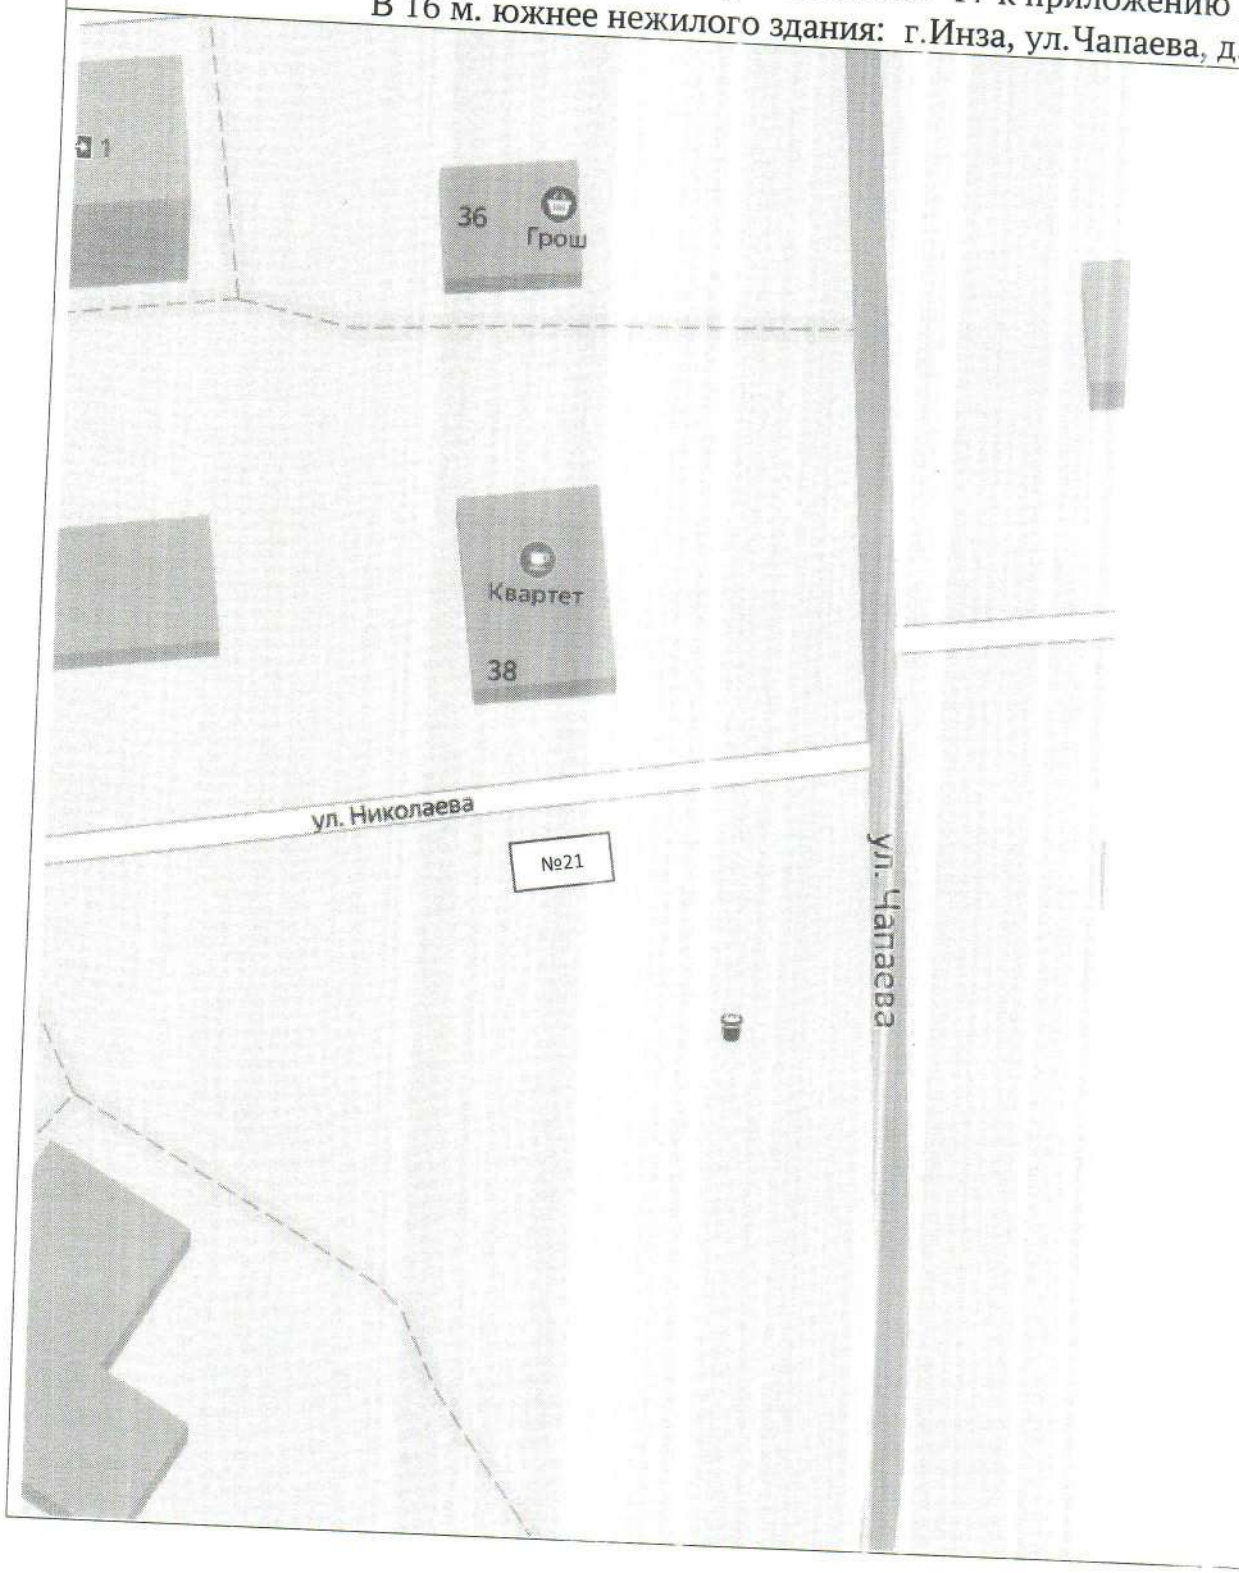 к приложению
В 16 м. южнее нежилого здания: г.Инза, ул.Чапаева, д.
1
36
Грош
Квартет
38
ул. Николаева
№21
ул. Чапаева